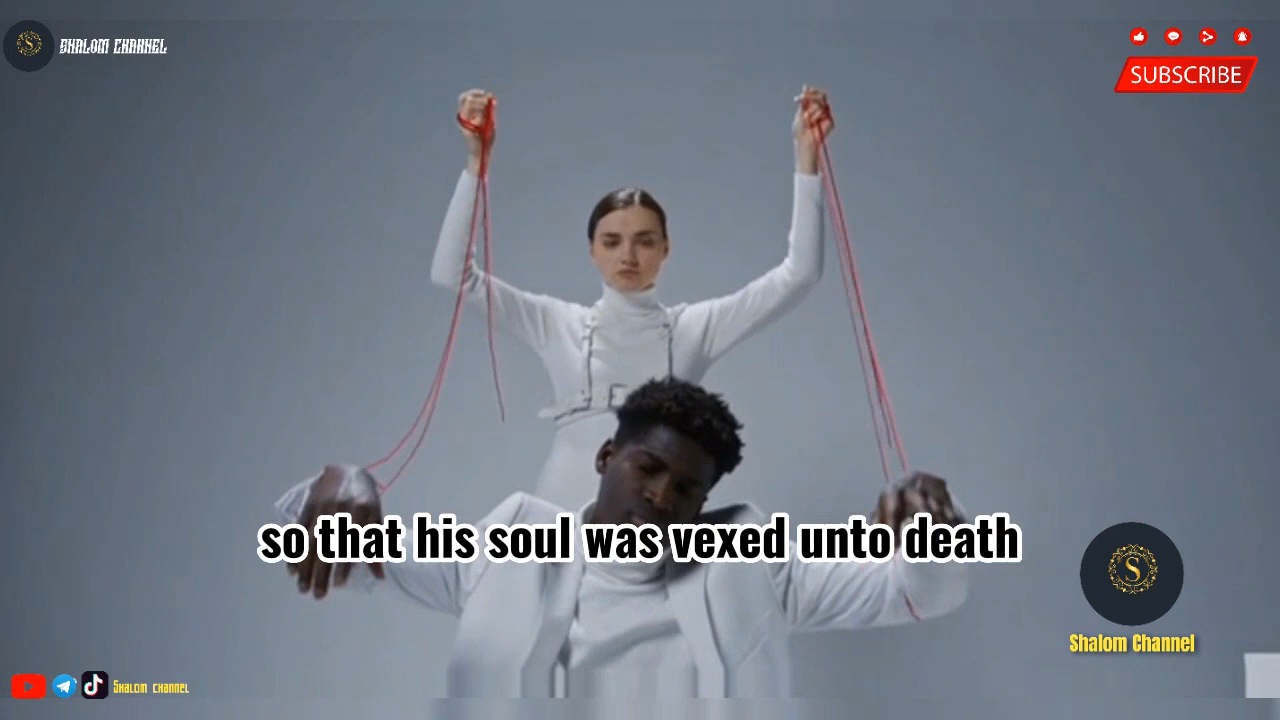 SHALOM CHANNEL
SUBSCRIBE
so that his soul was vexed unto death
S
Shalom Channel
Shalom channel